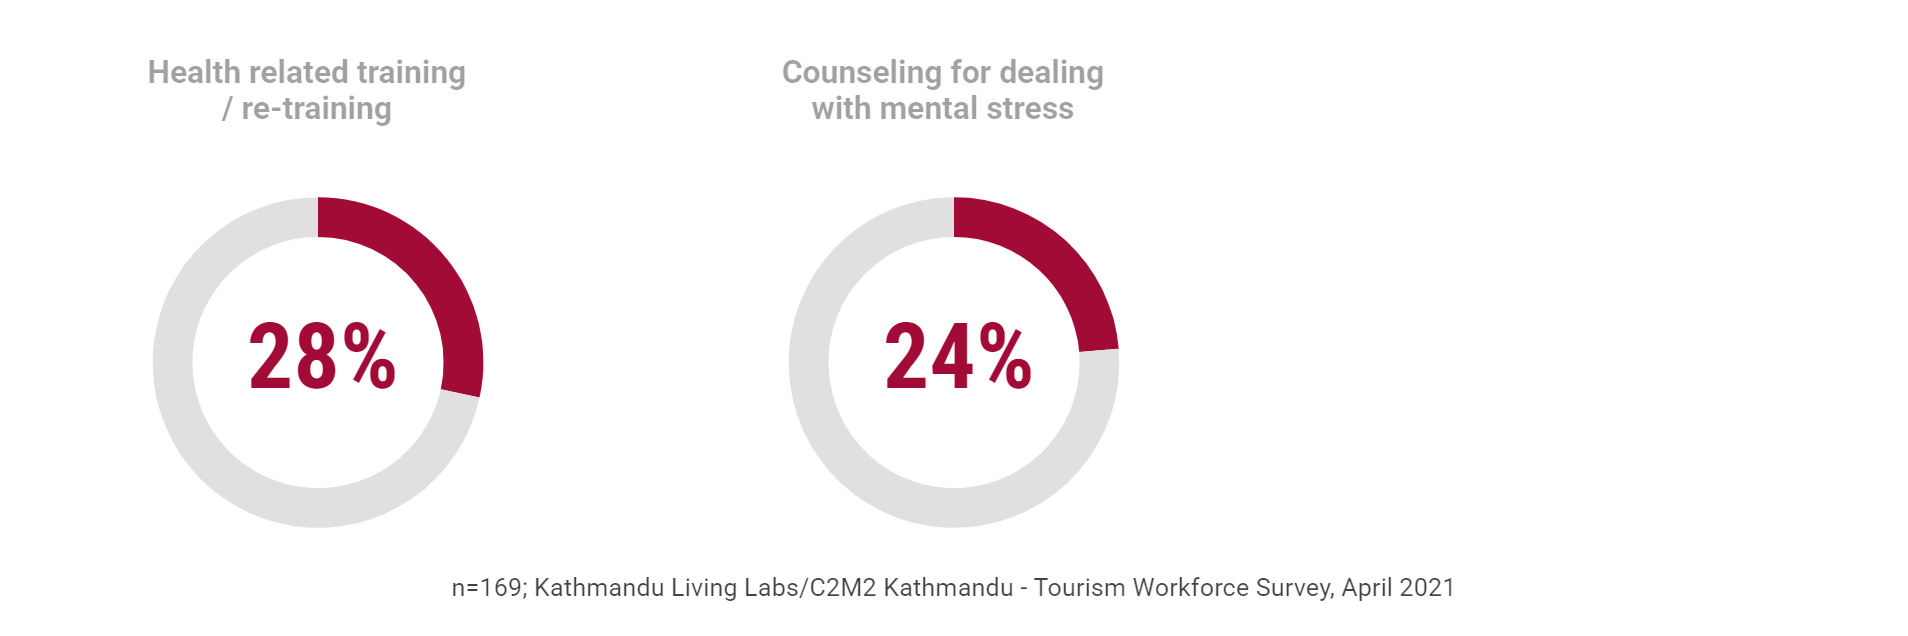 Health related training
/ re-training
28%
Counseling for dealing
with mental stress
24%
n=169; Kathmandu Living Labs/C2M2 Kathmandu - Tourism Workforce Survey, April 2021